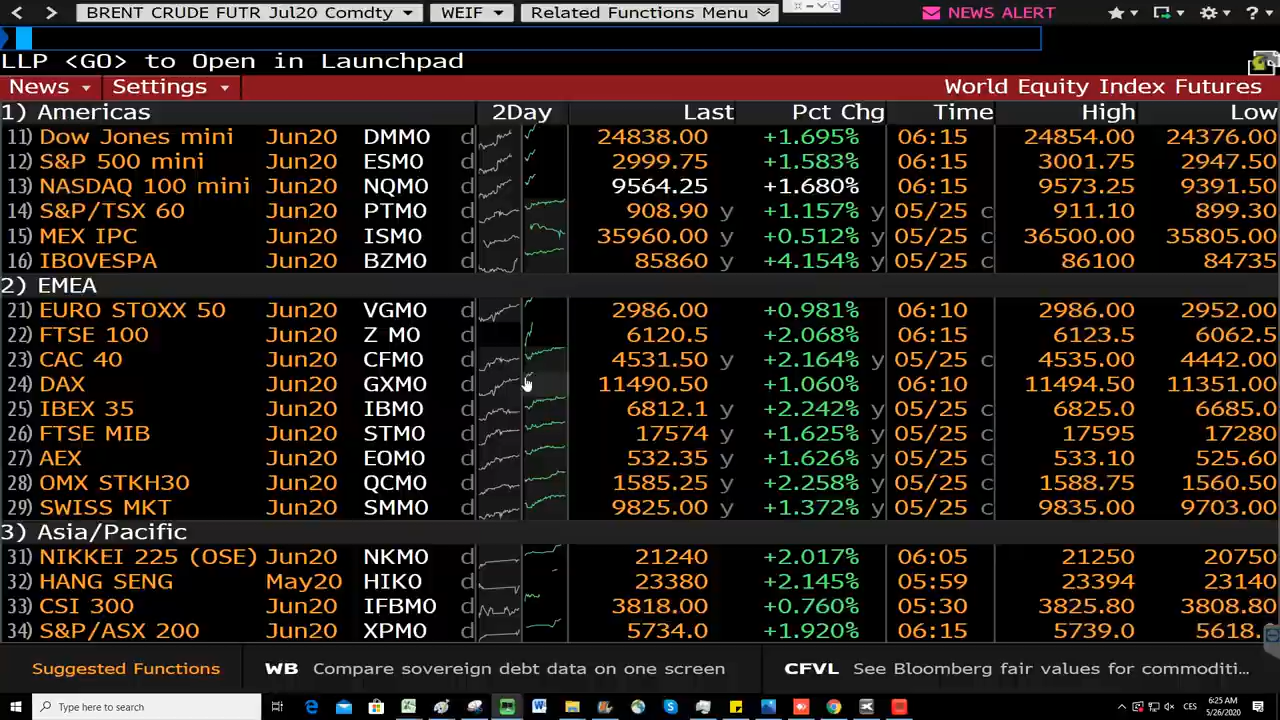 BRENT CRUDE FUTR Jul20 Comdty WEIF Related Functions Menu NEWS ALERT
LLP <GO> to Open in Launchpad
News Settings World Equity Index Futures
1) Americas 2Day Last Pct Chg Time High Low
11) Dow Jones mini Jun20 DMM0 d 24838.00 +1.695% 06:15 24854.00 24376.00
12) S&P 500 mini Jun20 ESM0 d 2999.75 +1.583% 06:15 3001.75 2947.50
13) NASDAQ 100 mini Jun20 NQM0 d 9564.25 +1.680% 06:15 9573.25 9391.50
14) S&P/TSX 60 Jun20 PTM0 d 908.90 y +1.157% y 05/25 c 911.10 899.30
15) MEX IPC Jun20 ISM0 d 35960.00 y +0.512% y 05/25 c 36500.00 35805.00
16) IBOVESPA Jun20 BZM0 d 85860 y +4.154% y 05/25 c 86100 84735
2) EMEA
21) EURO STOXX 50 Jun20 VGM0 d 2986.00 +0.981% 06:10 2986.00 2952.00
22) FTSE 100 Jun20 Z M0 d 6120.5 +2.068% 06:15 6123.5 6062.5
23) CAC 40 Jun20 CFM0 d 4531.50 y +2.164% y 05/25 c 4535.00 4442.00
24) DAX Jun20 GXM0 d 11490.50 +1.060% 06:10 11494.50 11351.00
25) IBEX 35 Jun20 IBM0 d 6812.1 y +2.242% y 05/25 c 6825.0 6685.0
26) FTSE MIB Jun20 STM0 d 17574 y +1.625% y 05/25 c 17595 17280
27) AEX Jun20 EOM0 d 532.35 y +1.626% y 05/25 c 533.10 525.60
28) OMX STKH30 Jun20 QCM0 d 1585.25 y +2.258% y 05/25 c 1588.75 1560.50
29) SWISS MKT Jun20 SMM0 d 9825.00 y +1.372% y 05/25 c 9835.00 9703.00
3) Asia/Pacific
31) NIKKEI 225 (OSE) Jun20 NKM0 d 21240 +2.017% 06:05 21250 20750
32) HANG SENG May20 HIK0 d 23380 +2.145% 05:59 23394 23140
33) CSI 300 Jun20 IFBM0 d 3818.00 +0.760% 05:30 3825.80 3808.80
34) S&P/ASX 200 Jun20 XPM0 d 5734.0 +1.920% 06:15 5739.0 5618.
Suggested Functions WB Compare sovereign debt data on one screen CFVL See Bloomberg fair values for commoditi...
Type here to search CES 6:25 AM
5/26/2020